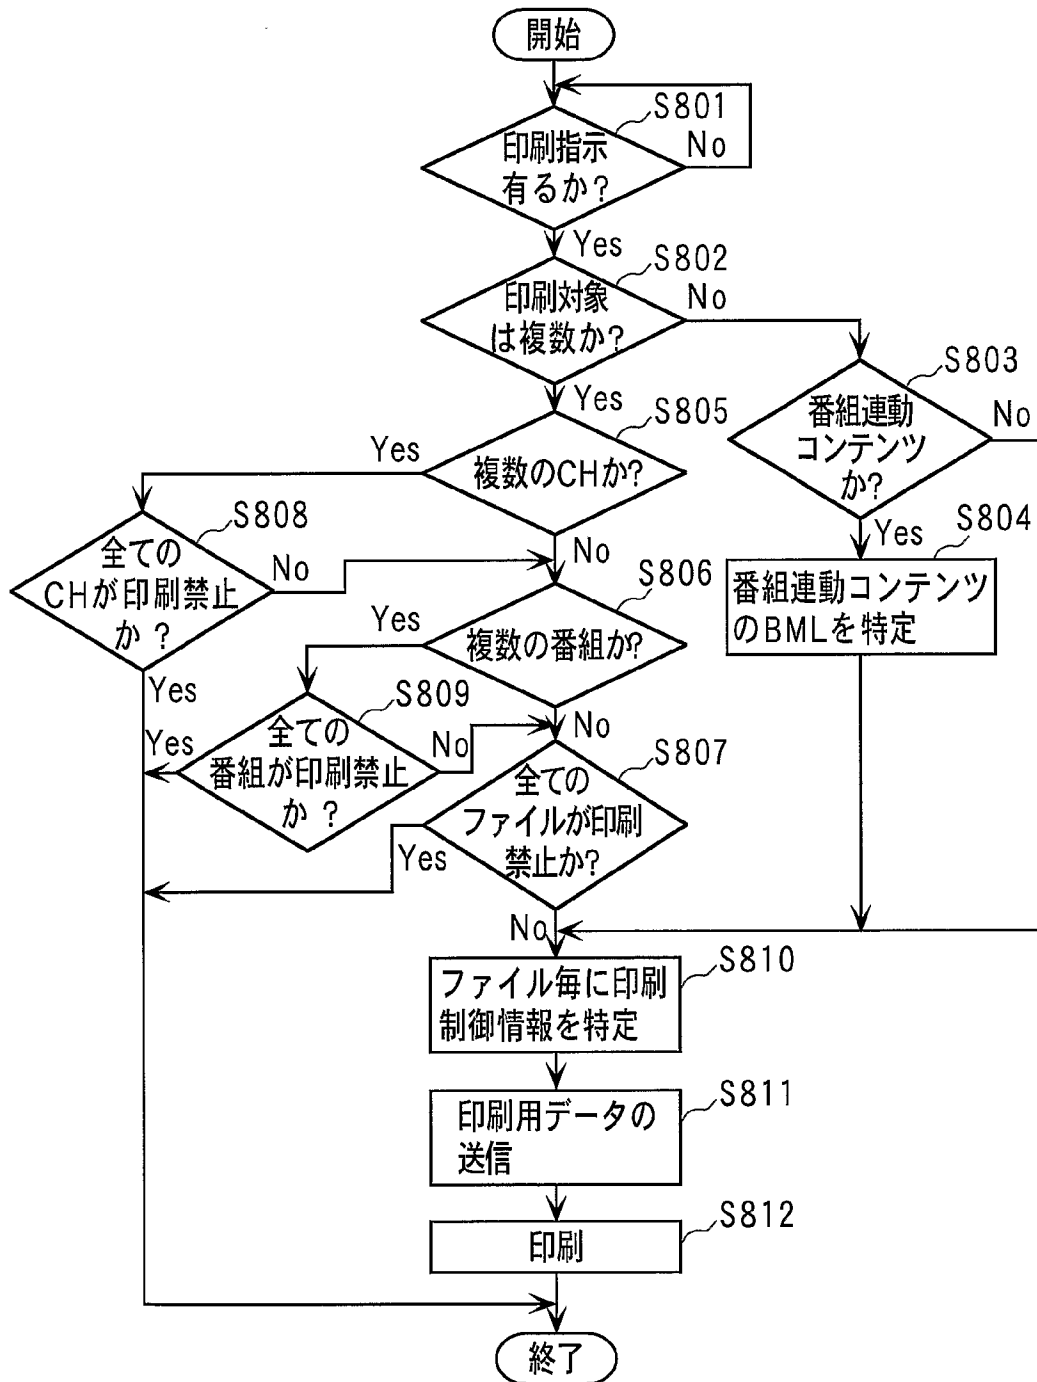 開始
S801
印刷指示
有るか?
No
Yes
S802
印刷対象
は複数か?
No
Yes
S803
番組連動
コンテンツ
か?
No
Yes
S804
番組連動コンテンツ
のBMLを特定
S805
複数のCHか?
Yes
No
S808
全ての
CHが印刷禁止
か?
No
Yes
S806
複数の番組か?
Yes
No
S809
全ての
番組が印刷禁止
か?
Yes
No
S807
全ての
ファイルが印刷
禁止か?
Yes
No
S810
ファイル毎に印刷
制御情報を特定
S811
印刷用データの
送信
S812
印刷
終了